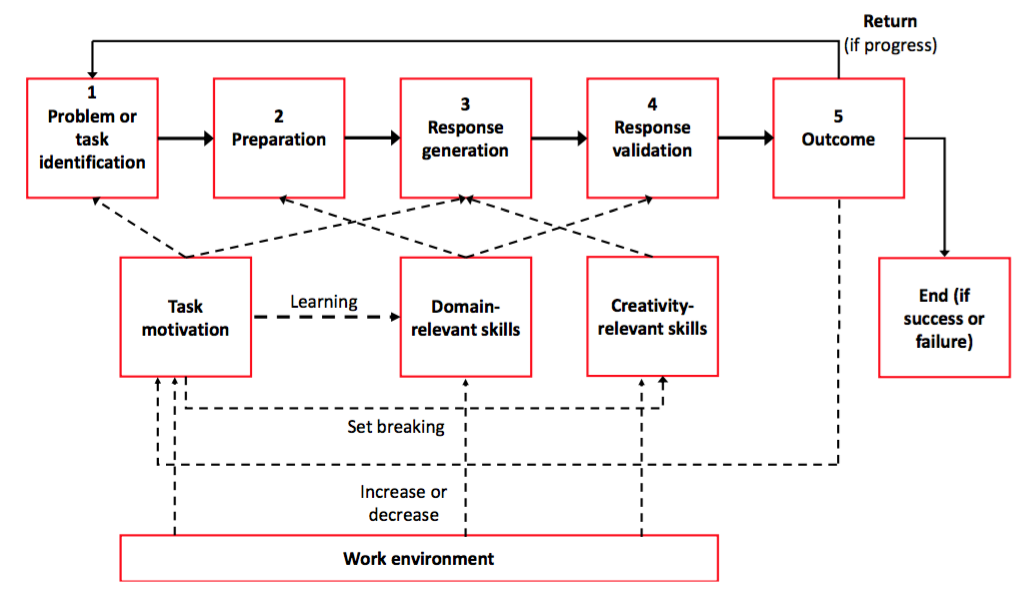 Return
(if progress)
1
Problem or
task
identification
2
Preparation
3
Response
generation
4
Response
validation
5
Outcome
Task
motivation
Learning
Domain-
relevant skills
Creativity-
relevant skills
End (if
success or
failure)
Set breaking
Increase or
decrease
Work environment